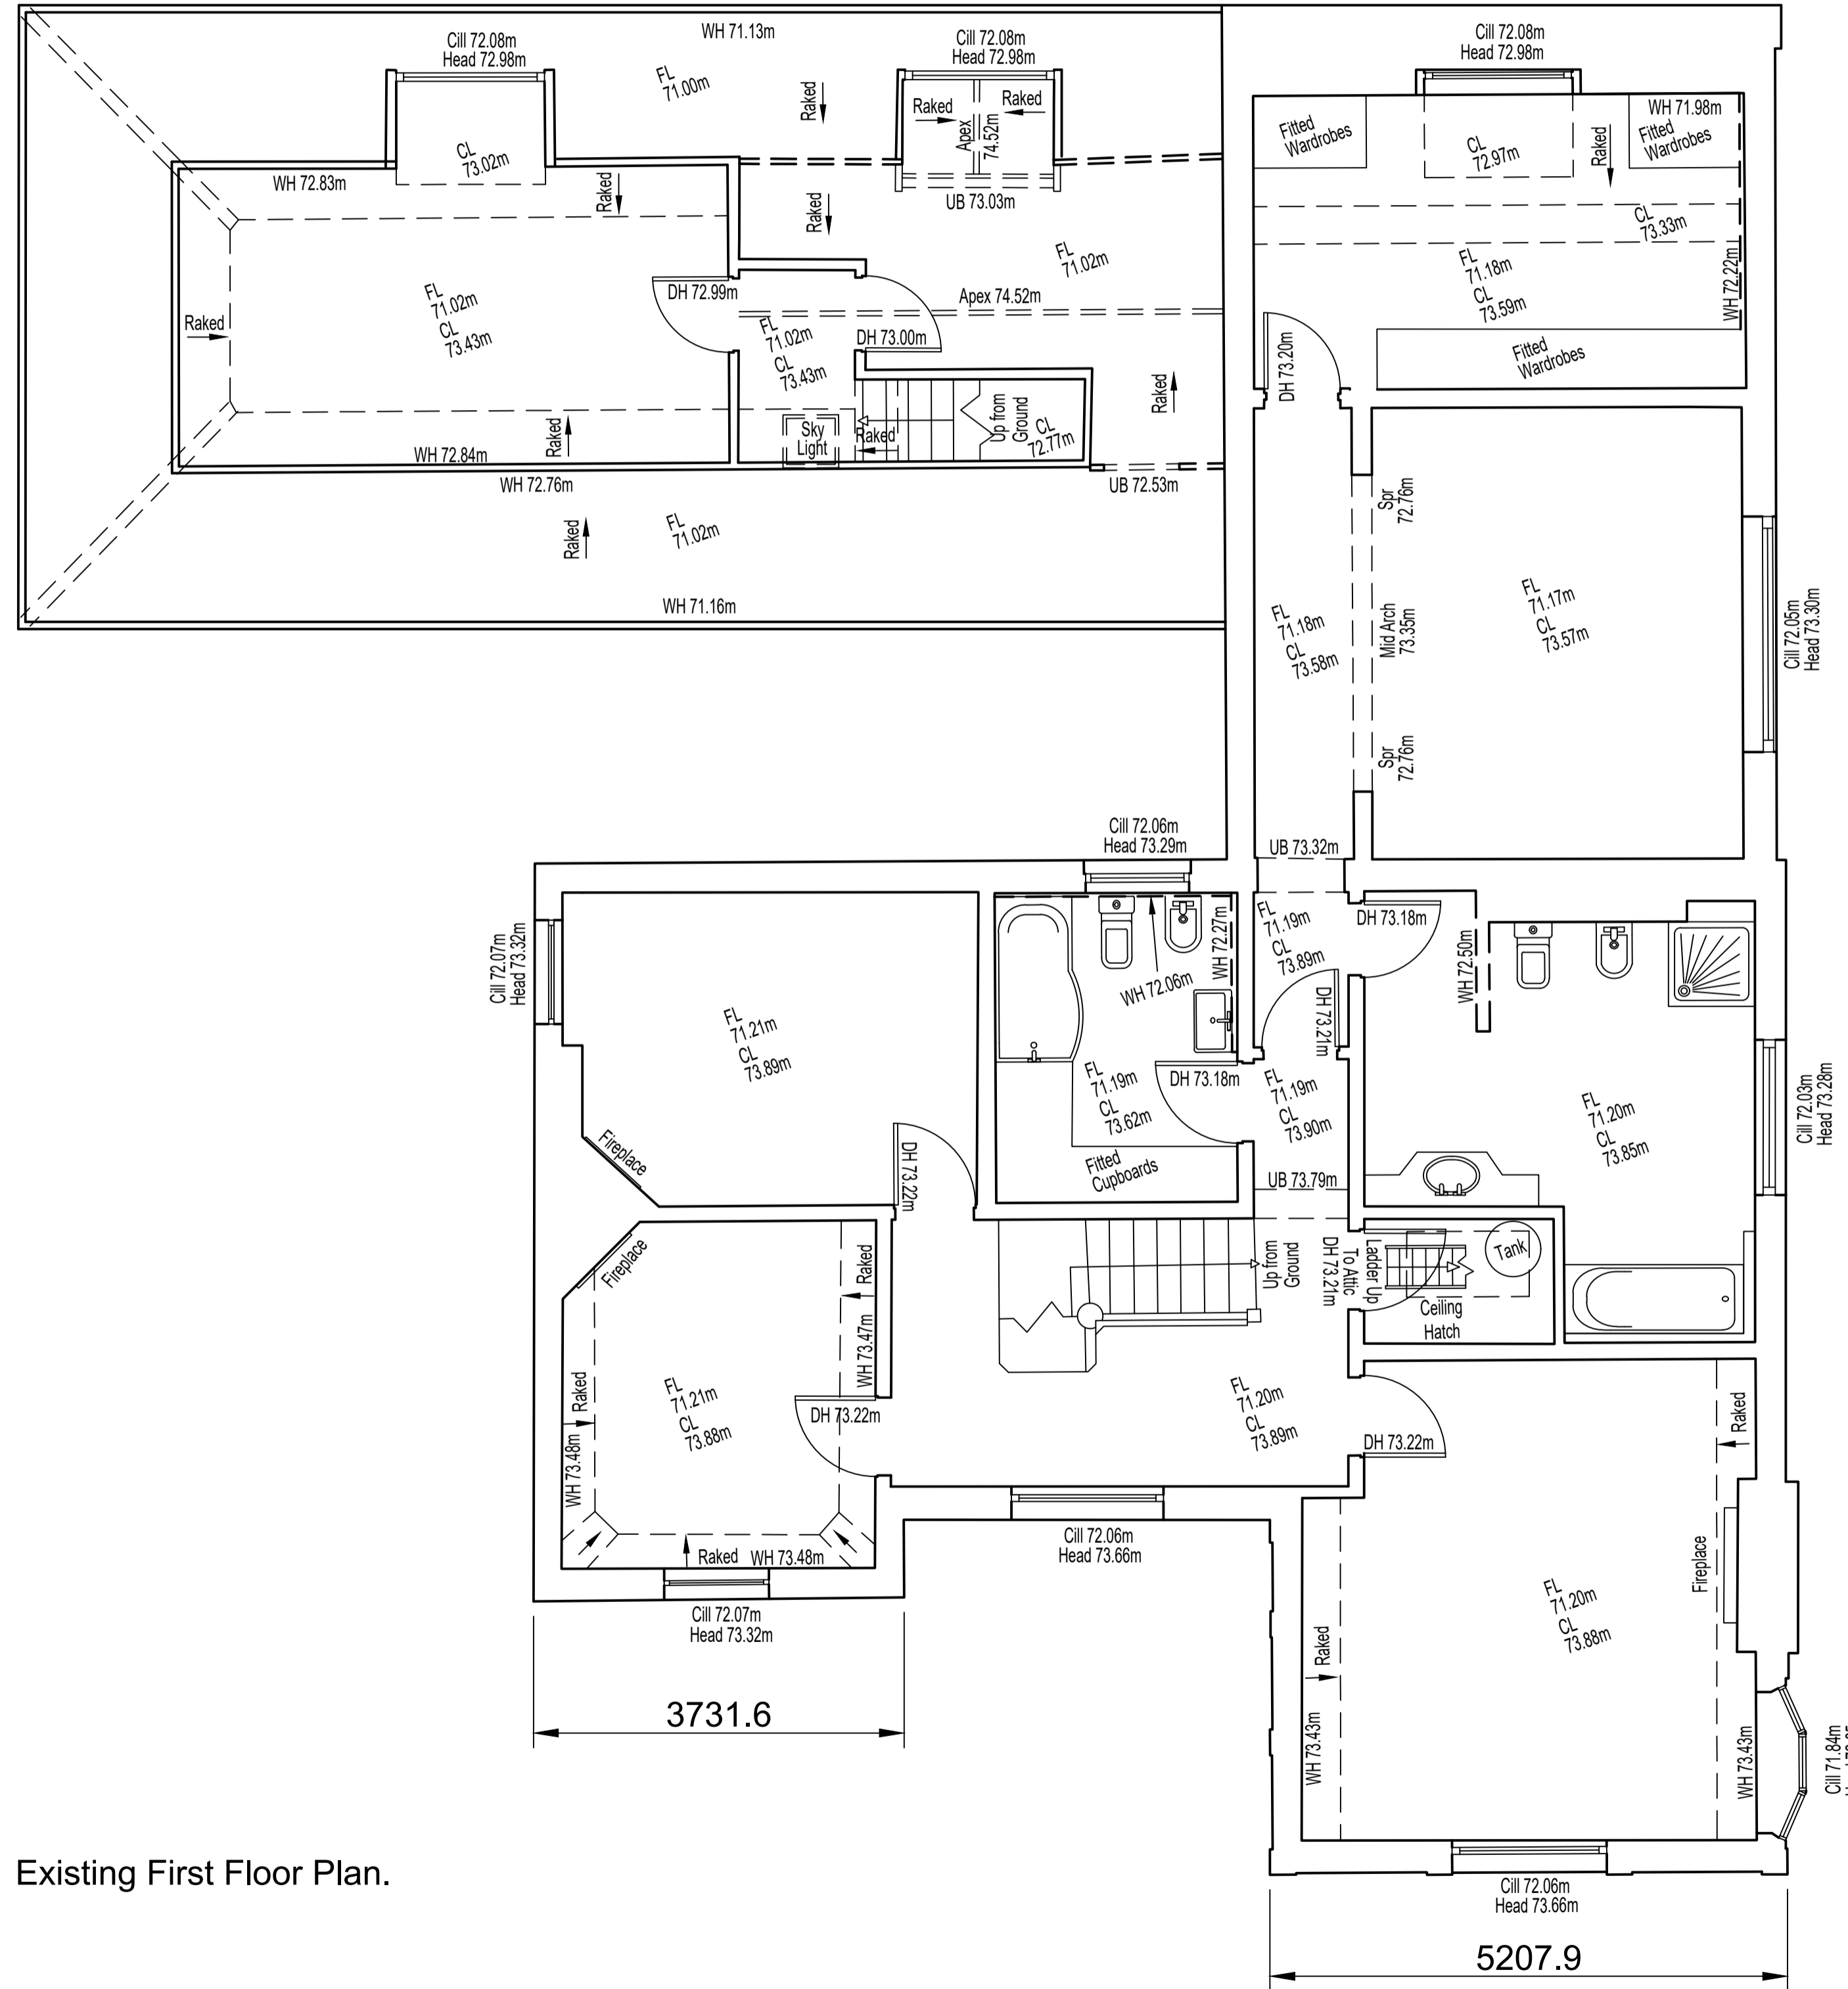 WH 71.13m
Cill 72.08m
Head 72.98m
FL
71.00m
Raked
Cill 72.08m
Head 72.98m
Raked
Raked
Apex
74.52m
UB 73.03m
Cill 72.08m
Head 72.98m
Fitted
Wardrobes
CL
72.97m
Raked
WH 71.98m
Fitted
Wardrobes
CL
73.02m
WH 72.83m
Raked
Raked
FL
71.02m
CL
73.33m
FL
71.18m
CL
73.59m
WH 72.22m
FL
71.02m
CL
73.43m
Raked
DH 72.99m
Apex 74.52m
FL
71.02m
CL
73.43m
DH 73.00m
DH 73.20m
Fitted
Wardrobes
Raked
Sky
Light
Raked
Up from
Ground
CL
72.77m
Raked
WH 72.84m
WH 72.76m
UB 72.53m
Raked
FL
71.02m
WH 71.16m
Spr
72.76m
FL
71.18m
CL
73.58m
Mid Arch
73.35m
FL
71.17m
CL
73.57m
Cill 72.05m
Head 73.30m
Spr
72.76m
Cill 72.06m
Head 73.29m
UB 73.32m
Cill 72.07m
Head 73.32m
FL
71.21m
CL
73.89m
WH 72.06m
WH 72.27m
FL
71.19m
CL
73.89m
DH 73.18m
WH 72.50m
DH 73.21m
FL
71.19m
CL
73.62m
DH 73.18m
FL
71.19m
CL
73.90m
FL
71.20m
CL
73.85m
Cill 72.03m
Head 73.28m
Fireplace
DH 73.22m
Fitted
Cupboards
UB 73.79m
Fireplace
Raked
WH 73.47m
Up from
Ground
Ladder Up
To Attic
DH 73.21m
Tank
Ceiling
Hatch
Raked
WH 73.48m
FL
71.21m
CL
73.88m
DH 73.22m
FL
71.20m
CL
73.89m
DH 73.22m
Raked
Raked
WH 73.48m
Cill 72.06m
Head 73.66m
Cill 72.07m
Head 73.32m
Fireplace
FL
71.20m
CL
73.88m
Raked
WH 73.43m
WH 73.43m
Cill 71.84m
3731.6
Existing First Floor Plan.
Cill 72.06m
Head 73.66m
5207.9